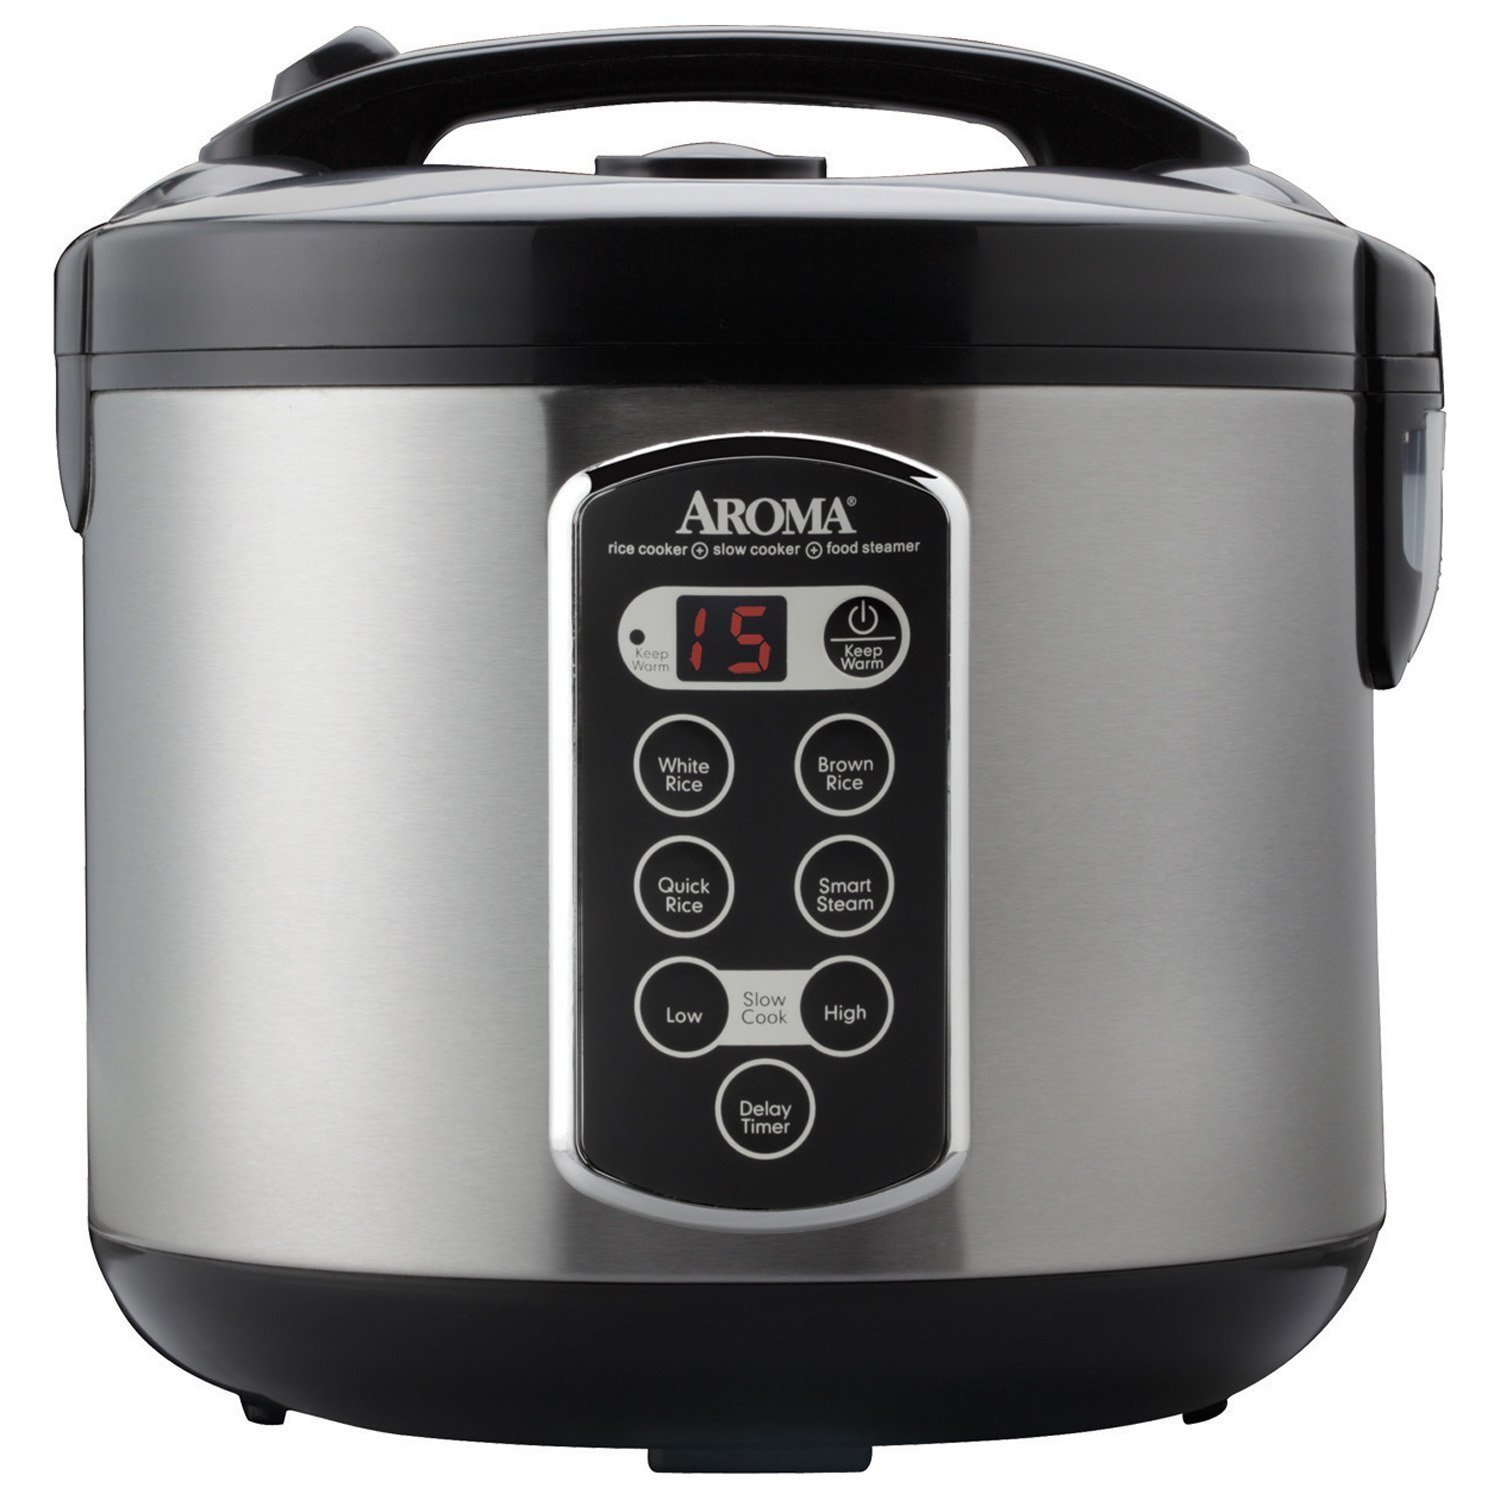 AROMA®
rice cooker + slow cooker + food steamer
Keep
Warm
15
Keep
Warm
White
Rice
Brown
Rice
Quick
Rice
Smart
Steam
Low
Slow
Cook
High
Delay
Timer